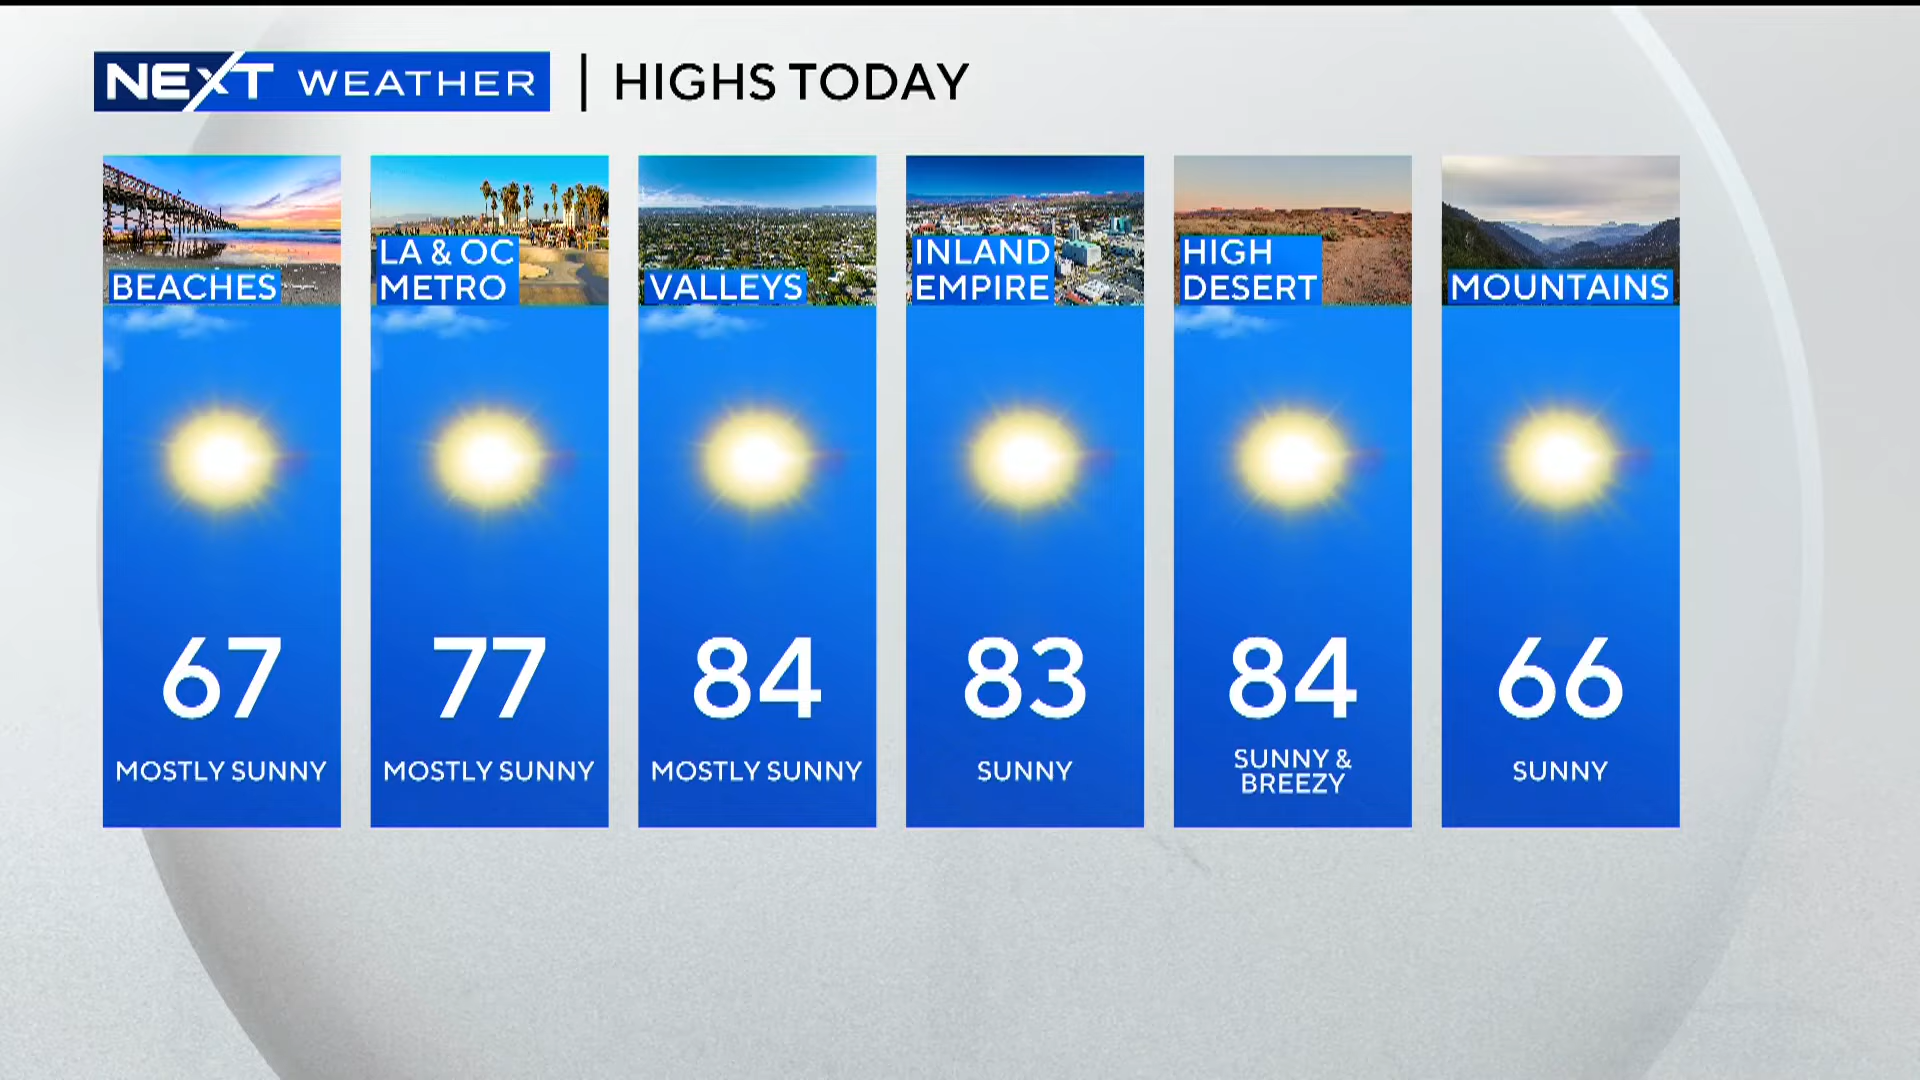 NEXT WEATHER | HIGHS TODAY
BEACHES
67
MOSTLY SUNNY
LA & OC
METRO
77
MOSTLY SUNNY
VALLEYS
84
MOSTLY SUNNY
INLAND
EMPIRE
83
SUNNY
HIGH
DESERT
84
SUNNY &
BREEZY
MOUNTAINS
66
SUNNY